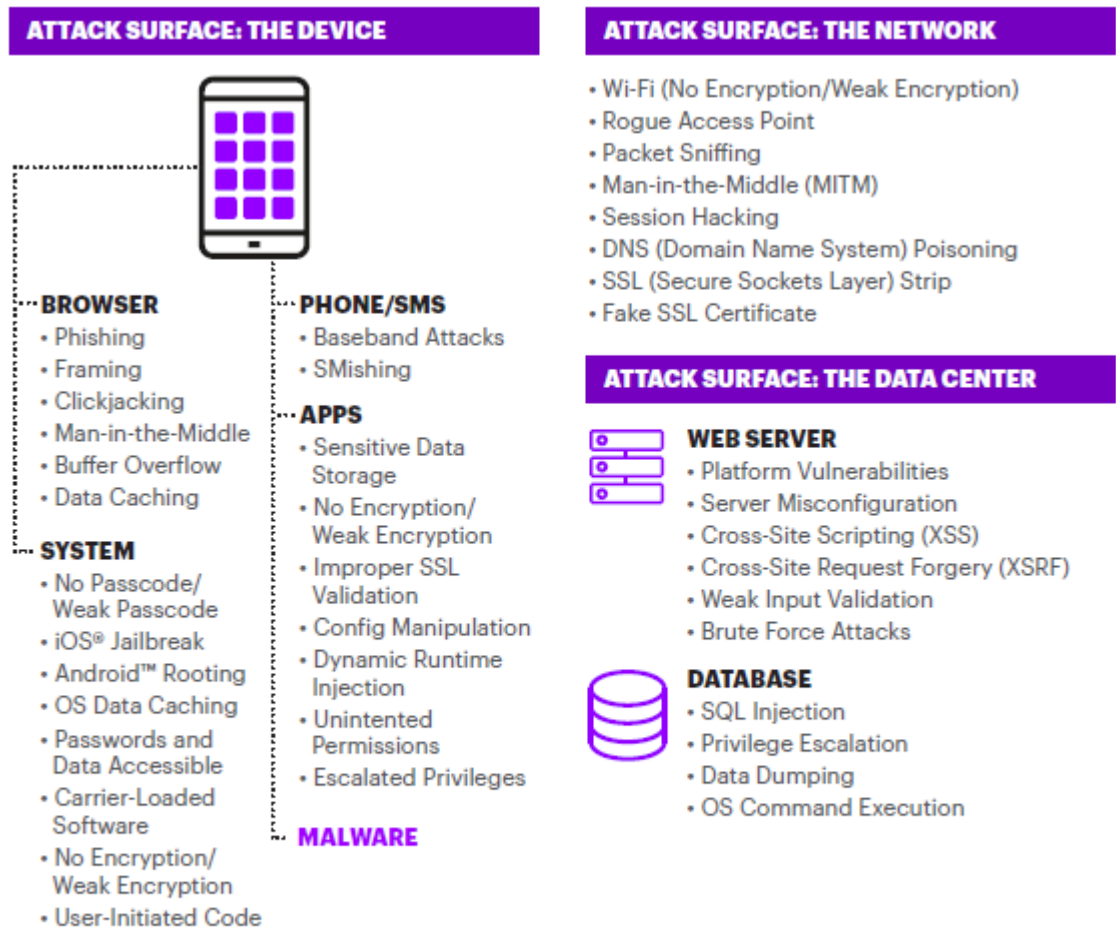 ATTACK SURFACE: THE DEVICE
BROWSER
• Phishing
• Framing
• Clickjacking
• Man-in-the-Middle
• Buffer Overflow
• Data Caching
SYSTEM
• No Passcode/
Weak Passcode
• iOS® Jailbreak
• Android™ Rooting
• OS Data Caching
• Passwords and
Data Accessible
• Carrier-Loaded
Software
• No Encryption/
Weak Encryption
• User-Initiated Code
PHONE/SMS
• Baseband Attacks
• SMishing
APPS
• Sensitive Data
Storage
• No Encryption/
Weak Encryption
• Improper SSL
Validation
• Config Manipulation
• Dynamic Runtime
Injection
• Unintented
Permissions
• Escalated Privileges
MALWARE
ATTACK SURFACE: THE NETWORK
• Wi-Fi (No Encryption/Weak Encryption)
• Rogue Access Point
• Packet Sniffing
• Man-in-the-Middle (MITM)
• Session Hacking
• DNS (Domain Name System) Poisoning
• SSL (Secure Sockets Layer) Strip
• Fake SSL Certificate
ATTACK SURFACE: THE DATA CENTER
WEB SERVER
• Platform Vulnerabilities
• Server Misconfiguration
• Cross-Site Scripting (XSS)
• Cross-Site Request Forgery (XSRF)
• Weak Input Validation
• Brute Force Attacks
DATABASE
• SQL Injection
• Privilege Escalation
• Data Dumping
• OS Command Execution